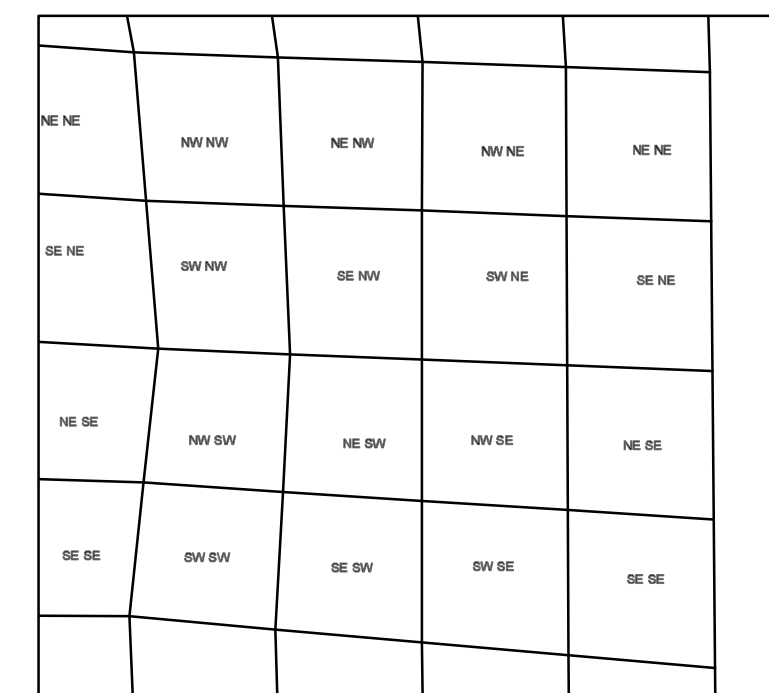 NE NE
NW NW
NE NW
NW NE
NE NE
SE NE
SW NW
SE NW
SW NE
SE NE
NE SE
NW SW
NE SW
NW SE
NE SE
SE SE
SW SW
SE SW
SW SE
SE SE